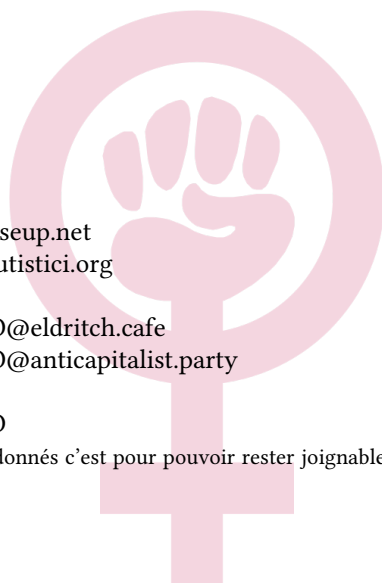 seup.net
utistici.org
O@eldritch.cafe
O@anticapitalist.party
O
donnés c'est pour pouvoir rester joignable